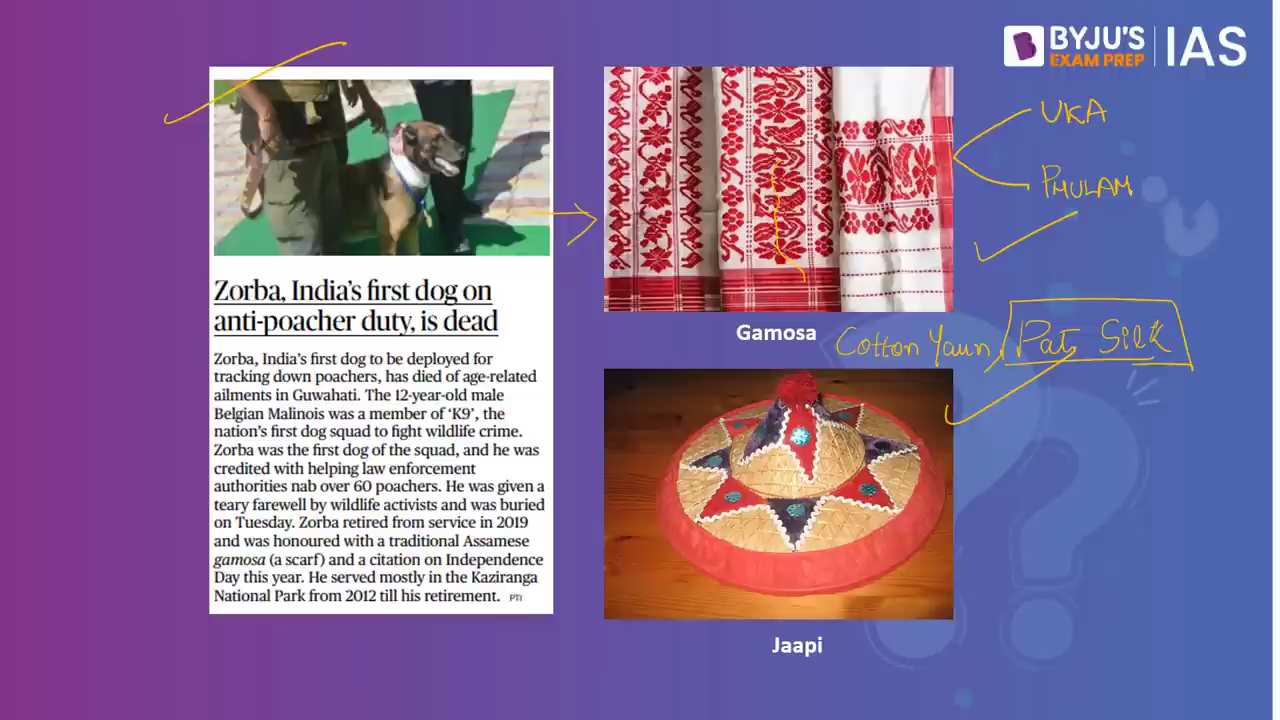 BYJU'S
EXAM PREP
IAS
Zorba, India's first dog on
anti-poacher duty, is dead
Zorba, India's first dog to be deployed for
tracking down poachers, has died of age-related
ailments in Guwahati. The 12-year-old male
Belgian Malinois was a member of 'K9', the
nation's first dog squad to fight wildlife crime.
Zorba was the first dog of the squad, and he was
credited with helping law enforcement
authorities nab over 60 poachers. He was given a
teary farewell by wildlife activists and was buried
on Tuesday. Zorba retired from service in 2019
and was honoured with a traditional Assamese
gamosa (a scarf) and a citation on Independence
Day this year. He served mostly in the Kaziranga
National Park from 2012 till his retirement. PTI
UKA
PHULAM
Gamosa
Cotton Yaun, Pat Silk
Jaapi